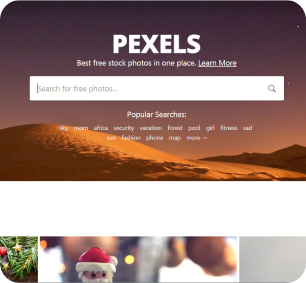 PEXELS
Best free stock photos in one place. Learn More
Search for free photos...
Popular Searches:
sky room africa security vacation forest pool girl fitness sad
sun fashion phone map more →